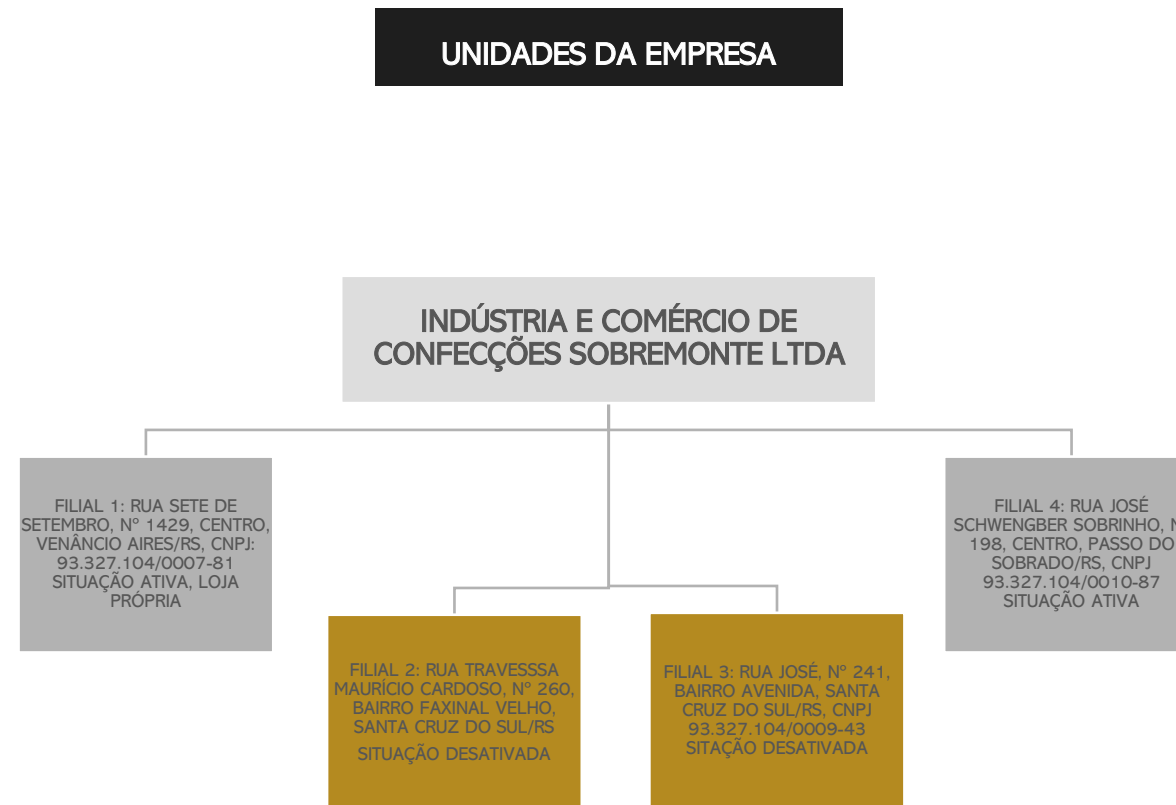 UNIDADES DA EMPRESA
INDÚSTRIA E COMÉRCIO DE
CONFECÇÕES SOBREMONTE LTDA
FILIAL 1: RUA SETE DE
SETEMBRO, Nº 1429, CENTRO,
VENÂNCIO AIRES/RS, CNPJ:
93.327.104/0007-81
SITUAÇÃO ATIVA, LOJA
PRÓPRIA
FILIAL 2: RUA TRAVESSSA
MAURÍCIO CARDOSO, Nº 260,
BAIRRO FAXINAL VELHO,
SANTA CRUZ DO SUL/RS
SITUAÇÃO DESATIVADA
FILIAL 3: RUA JOSÉ, Nº 241,
BAIRRO AVENIDA, SANTA
CRUZ DO SUL/RS, CNPJ
93.327.104/0009-43
SITAÇÃO DESATIVADA
FILIAL 4: RUA JOSÉ
SCHWENGBER SOBRINHO,
198, CENTRO, PASSO DO
SOBRADO/RS, CNPJ
93.327.104/0010-87
SITUAÇÃO ATIVA